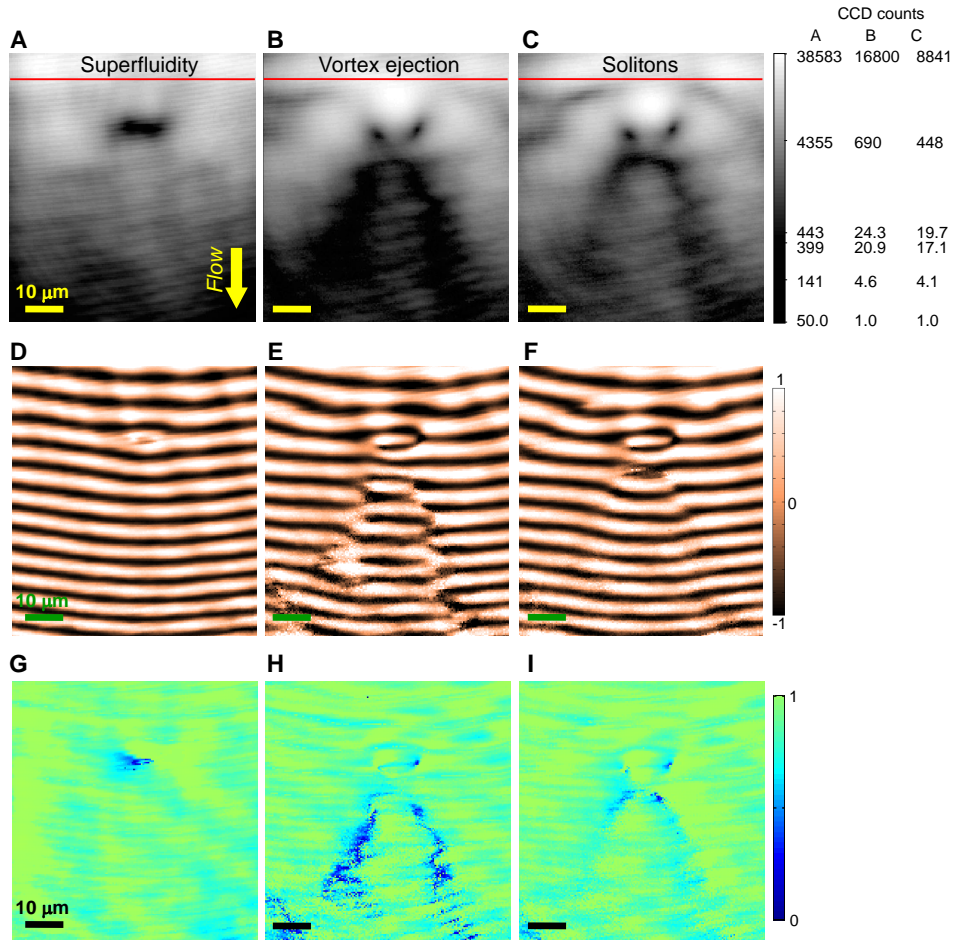 CCD counts
A B C
A B C
Superfluidity Vortex ejection Solitons
38583 16800 8841
4355 690 448
443 24.3 19.7
399 20.9 17.1
141 4.6 4.1
50.0 1.0 1.0
Flow
10 μm
D E F
1
0
-1
10 μm
G H I
1
0
10 μm